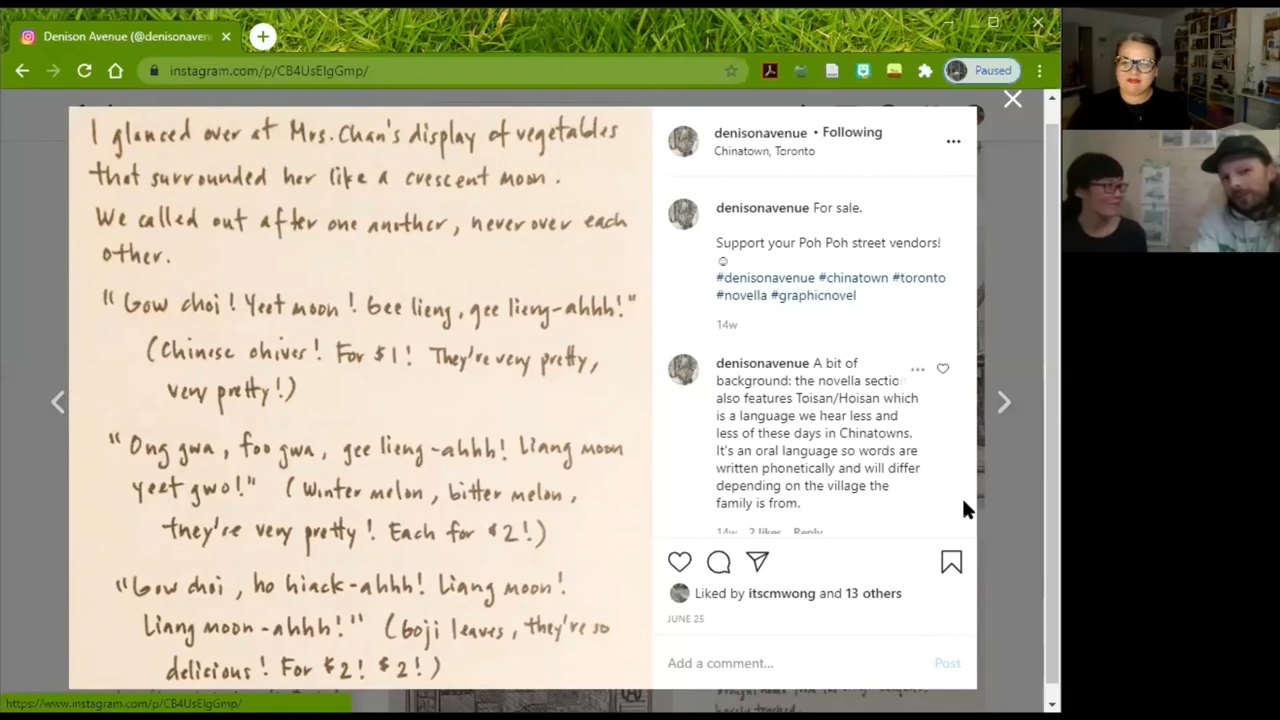 Denison Avenue (@denisonaven
instagram.com/p/CB4UsElgGmp/
Paused
I glanced over at Mrs. Chan's display of vegetables
that surrounded her like a crescent moon.
We called out after one another, never over each
other.
"Gow choi! Yeet moon! Gee lieng, gee lieng-ahhh!"
(Chinese chives! For $1! They're very pretty,
very pretty!)
"Ong gwa, foo gwa, gee lieng-ahhh! Liang moon
yeet gwo!" (Winter melon, bitter melon,
they're very pretty! Each for $2!)
"Gow choi, ho hiack-ahhh! Liang moon!
Liang moon-ahhh!" (Goji leaves, they're so
delicious! For $2! $2!)
denisonavenue • Following
Chinatown, Toronto
denisonavenue For sale.
Support your Poh Poh street vendors!
☺
#denisonavenue #chinatown #toronto
#novella #graphicnovel
14w
denisonavenue A bit of
background: the novella sectio
also features Toisan/Hoisan which
is a language we hear less and
less of these days in Chinatowns.
It's an oral language so words are
written phonetically and will differ
depending on the village the
family is from.
14w 2 likes Reply
Liked by itscmwong and 13 others
JUNE 25
Add a comment... Post
https://www.instagram.com/p/CB4UsElgGmp/